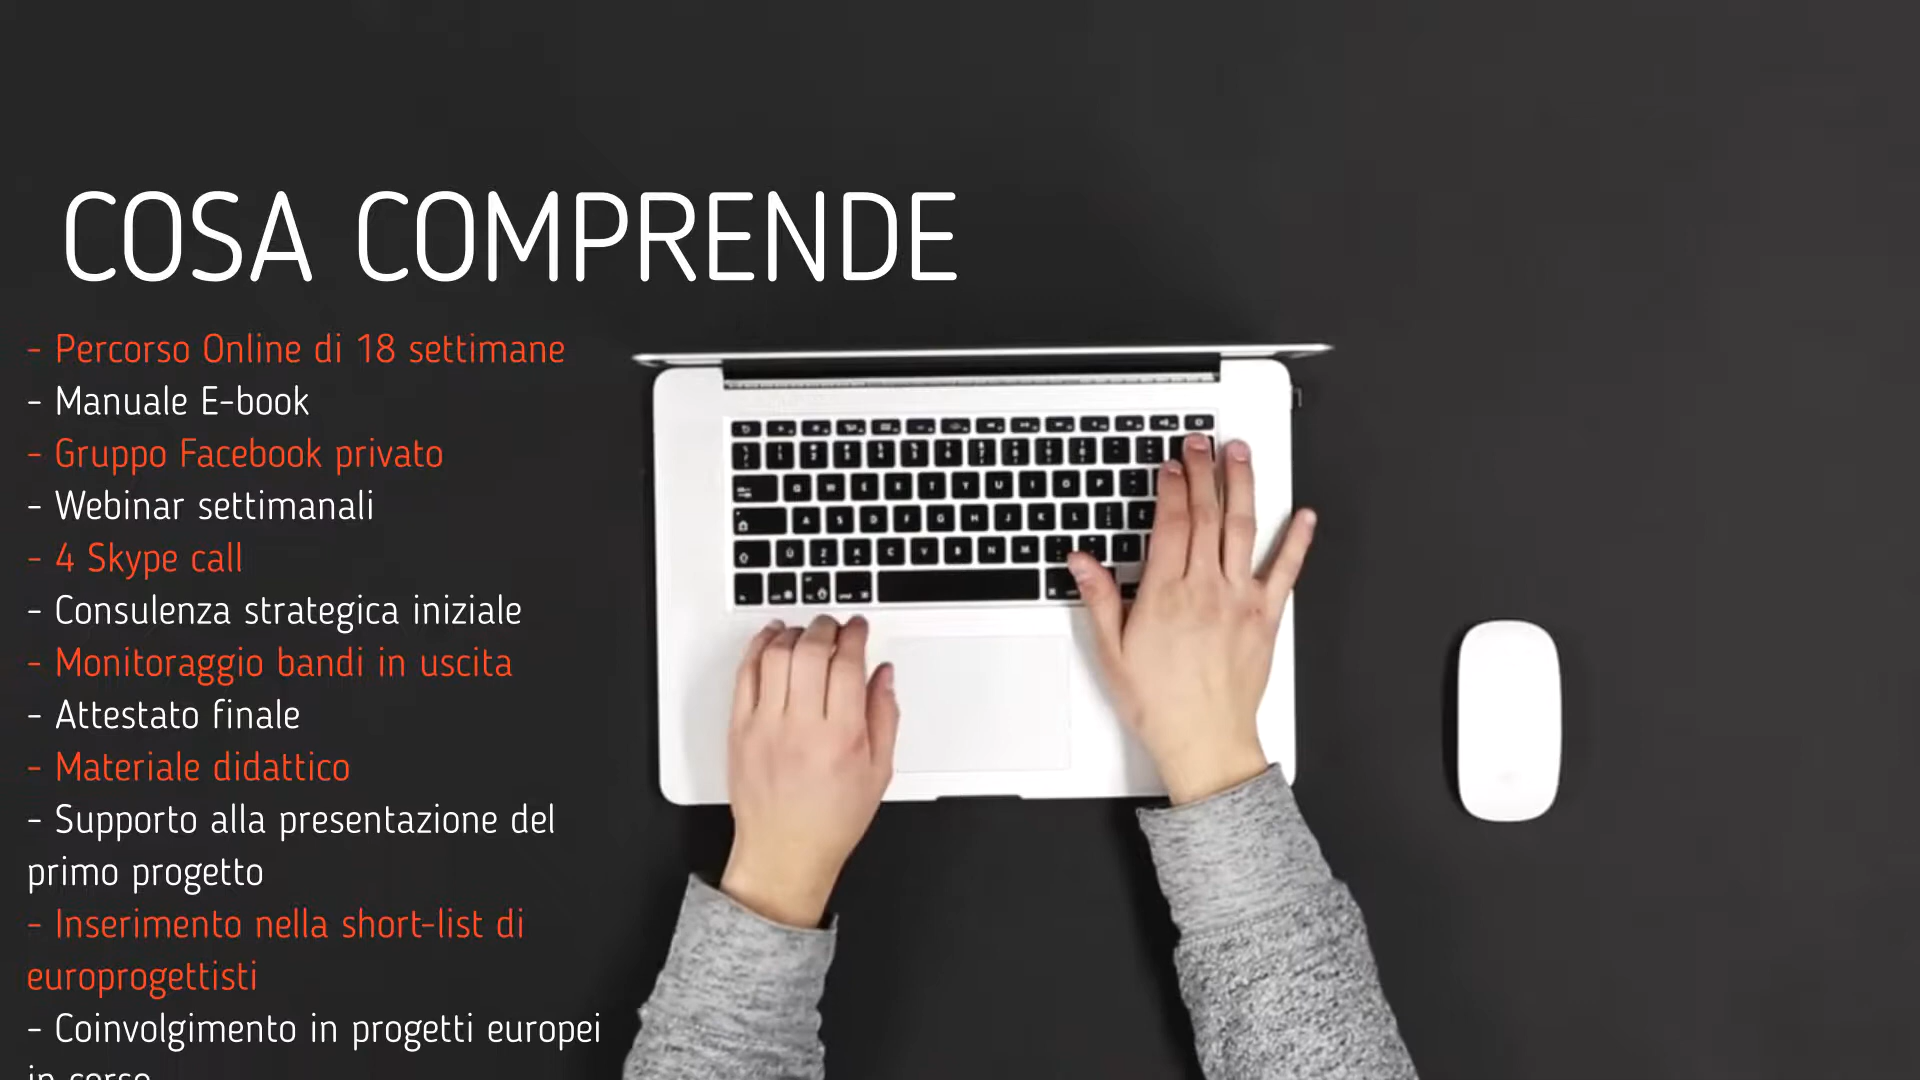 COSA COMPRENDE
- Percorso Online di 18 settimane
- Manuale E-book
- Gruppo Facebook privato
- Webinar settimanali
- 4 Skype call
- Consulenza strategica iniziale
- Monitoraggio bandi in uscita
- Attestato finale
- Materiale didattico
- Supporto alla presentazione del
primo progetto
- Inserimento nella short-list di
europrogettisti
- Coinvolgimento in progetti europei
in corso